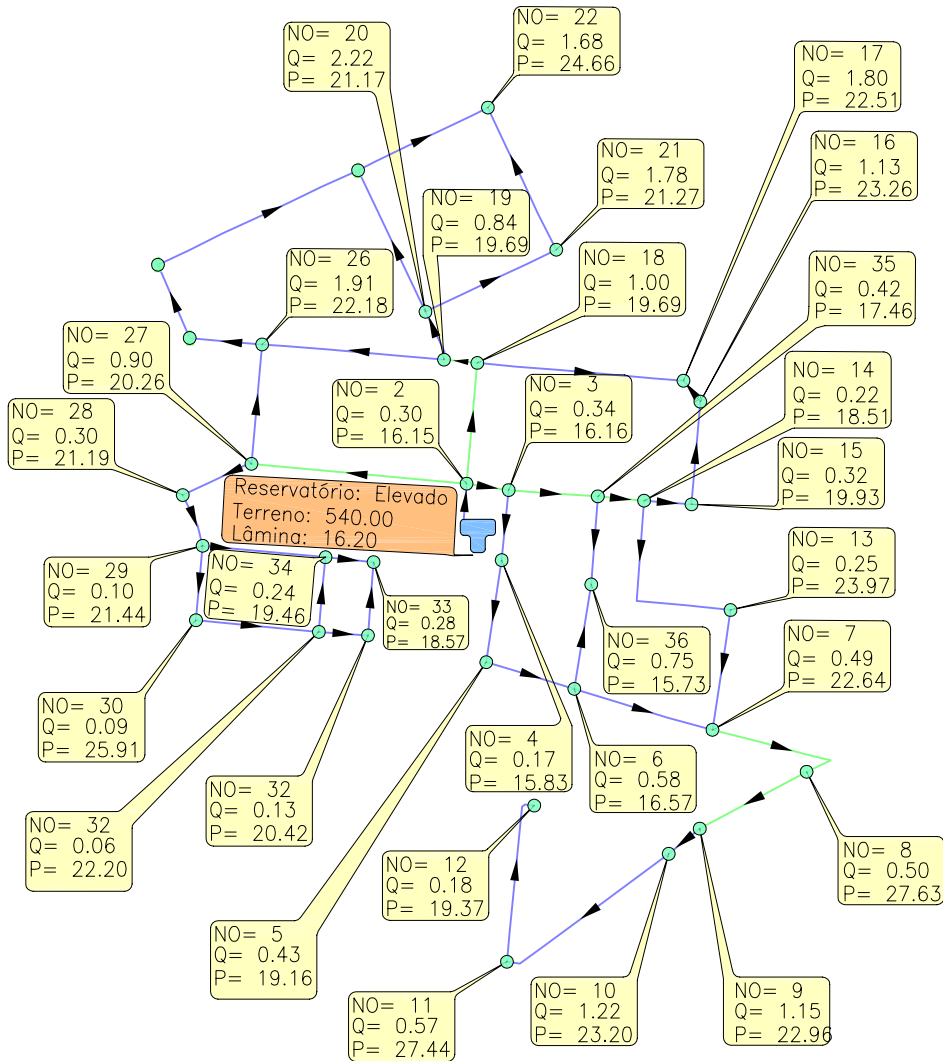 NO= 22
Q= 1.68
P= 24.66
NO= 20
Q= 2.22
P= 21.17
NO= 17
Q= 1.80
P= 22.51
NO= 16
Q= 1.13
P= 23.26
NO= 21
Q= 1.78
P= 21.27
NO= 19
Q= 0.84
P= 19.69
NO= 18
Q= 1.00
P= 19.69
NO= 26
Q= 1.91
P= 22.18
NO= 35
Q= 0.42
P= 17.46
NO= 27
Q= 0.90
P= 20.26
NO= 2
Q= 0.30
P= 16.15
NO= 3
Q= 0.34
P= 16.16
NO= 14
Q= 0.22
P= 18.51
NO= 28
Q= 0.30
P= 21.19
NO= 15
Q= 0.32
P= 19.93
Reservatório: Elevado
Terreno: 540.00
Lâmina: 16.20
NO= 13
Q= 0.25
P= 23.97
NO= 29
Q= 0.10
P= 21.44
NO= 34
Q= 0.24
P= 19.46
NO= 33
Q= 0.28
P= 18.57
NO= 36
Q= 0.75
P= 15.73
NO= 7
Q= 0.49
P= 22.64
NO= 30
Q= 0.09
P= 25.91
NO= 4
Q= 0.17
P= 15.83
NO= 6
Q= 0.58
P= 16.57
NO= 32
Q= 0.13
P= 20.42
NO= 32
Q= 0.06
P= 22.20
NO= 12
Q= 0.18
P= 19.37
NO= 8
Q= 0.50
P= 27.63
NO= 5
Q= 0.43
P= 19.16
NO= 11
Q= 0.57
P= 27.44
NO= 10
Q= 1.22
P= 23.20
NO= 9
Q= 1.15
P= 22.96